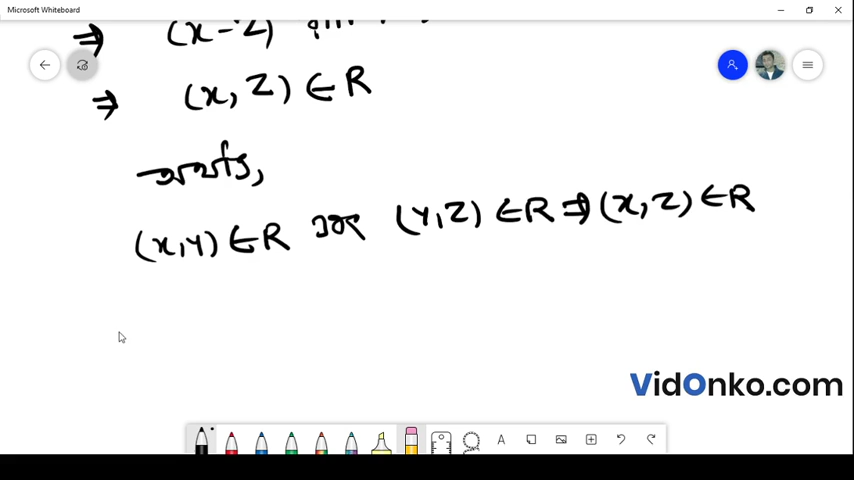 Microsoft Whiteboard
⇒ (x-z)
⇒ (x, z) ∈ R
অর্থাৎ,
(x,y) ∈ R এবং (y,z) ∈ R ⇒ (x,z) ∈ R
VidOnko.com